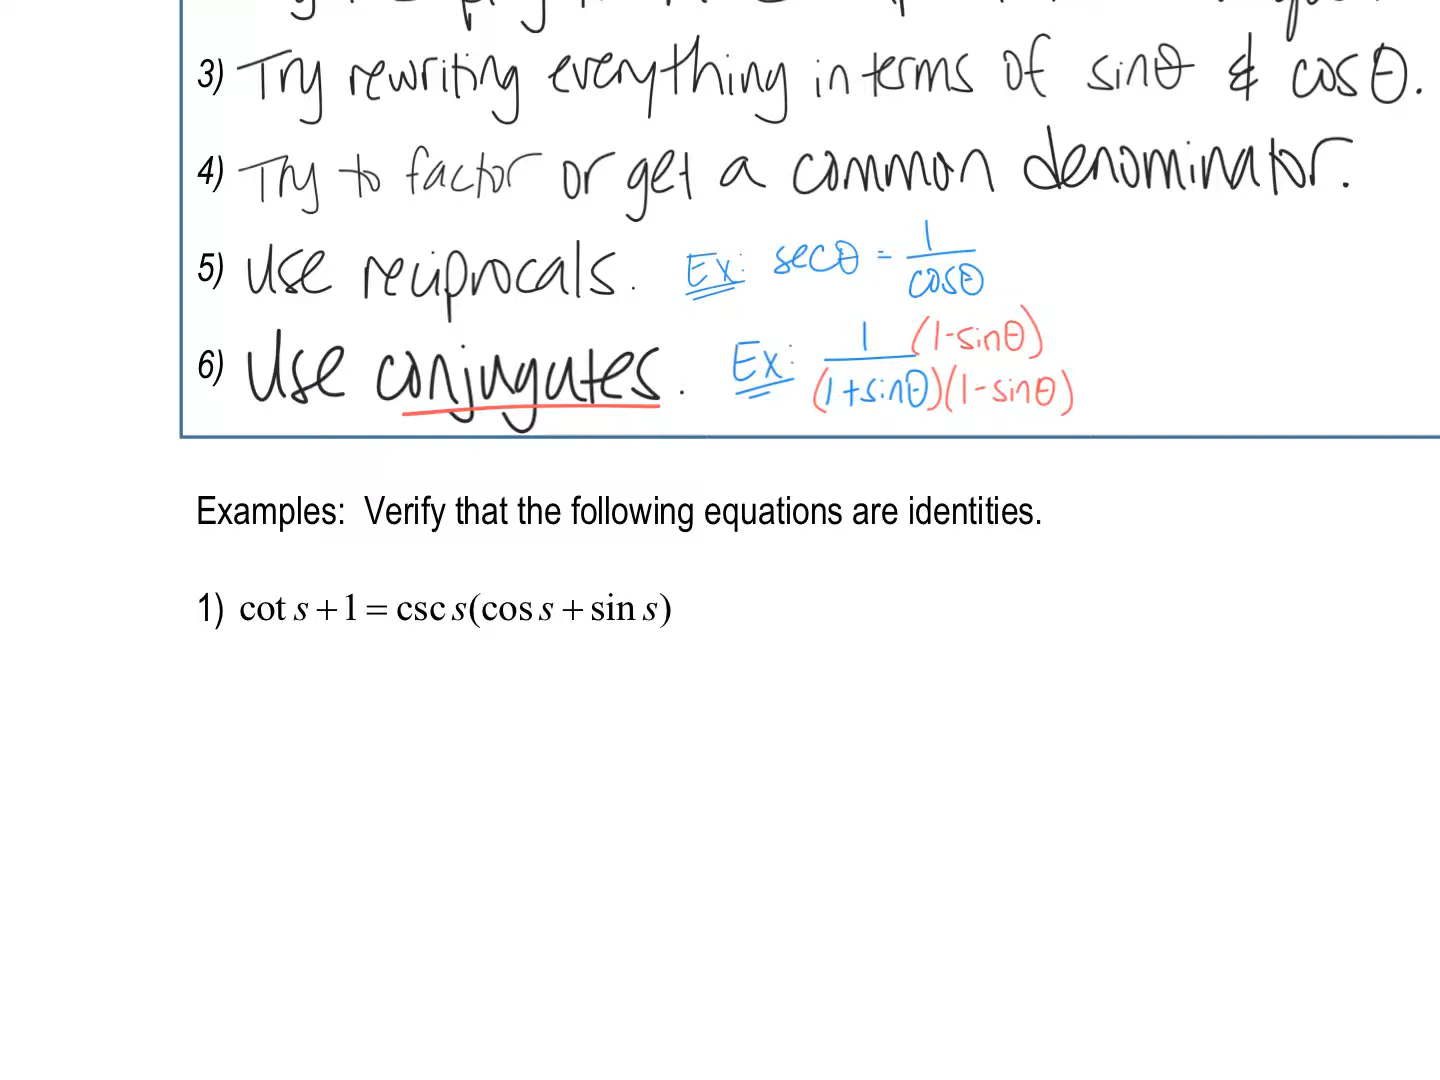 3) Try rewriting everything in terms of sinθ & cosθ.
4) Try to factor or get a common denominator.
5) Use reciprocals. Ex: secθ = 1/cosθ
6) Use conjugates. Ex: 1 (1-sinθ)/(1+sinθ)(1-sinθ)
Examples: Verify that the following equations are identities.
1) cot s + 1 = csc s(cos s + sin s)